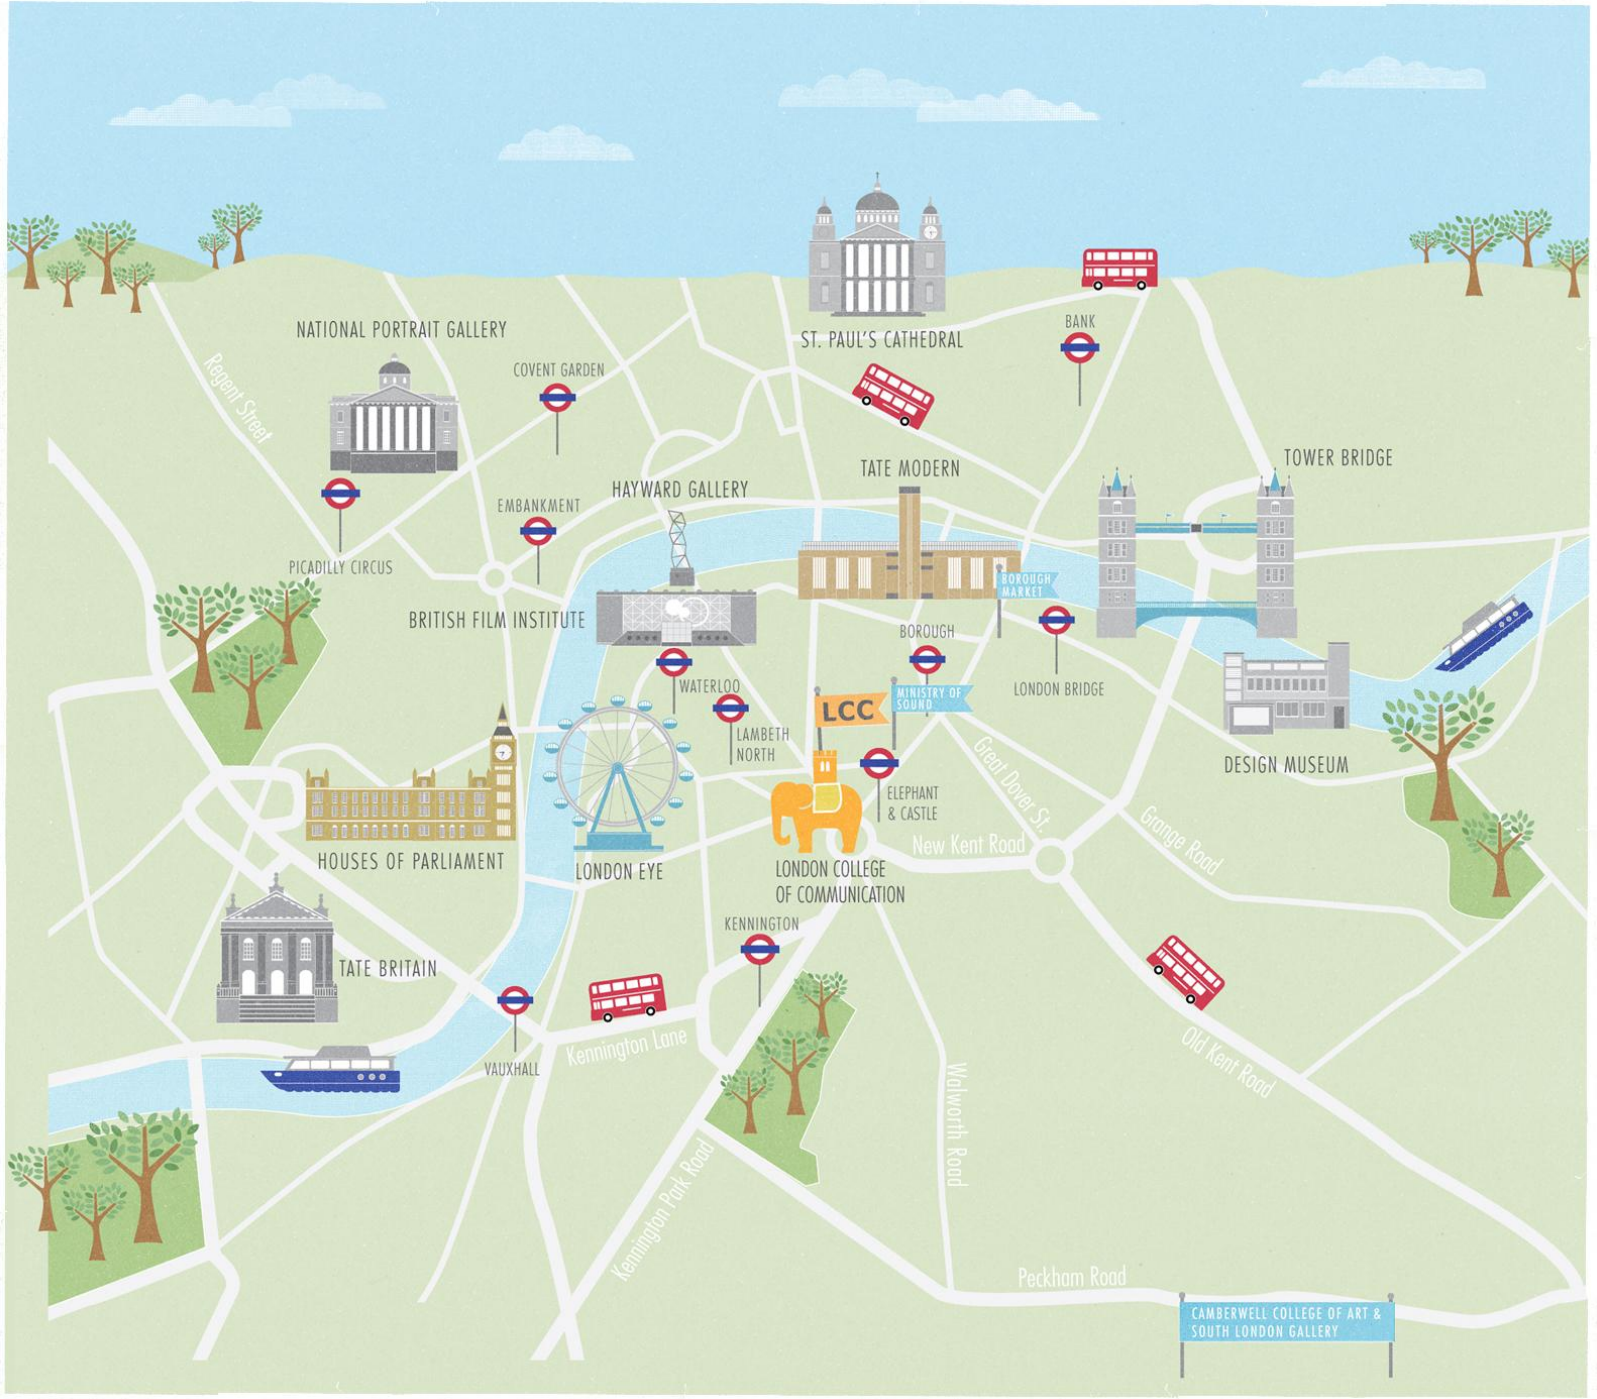 NATIONAL PORTRAIT GALLERY
ST. PAUL'S CATHEDRAL
BANK
COVENT GARDEN
Regent Street
TOWER BRIDGE
TATE MODERN
HAYWARD GALLERY
EMBANKMENT
PICADILLY CIRCUS
BRITISH FILM INSTITUTE
BOROUGH
MARKET
BOROUGH
LONDON BRIDGE
WATERLOO
MINISTRY OF
SOUND
LCC
LAMBETH
NORTH
DESIGN MUSEUM
ELEPHANT
& CASTLE
Great Dover St.
Grange Road
New Kent Road
HOUSES OF PARLIAMENT
LONDON EYE
LONDON COLLEGE
OF COMMUNICATION
KENNINGTON
TATE BRITAIN
VAUXHALL
Kennington Lane
Old Kent Road
Walworth Road
Kennington Park Road
Peckham Road
CAMBERWELL COLLEGE OF ART &
SOUTH LONDON GALLERY